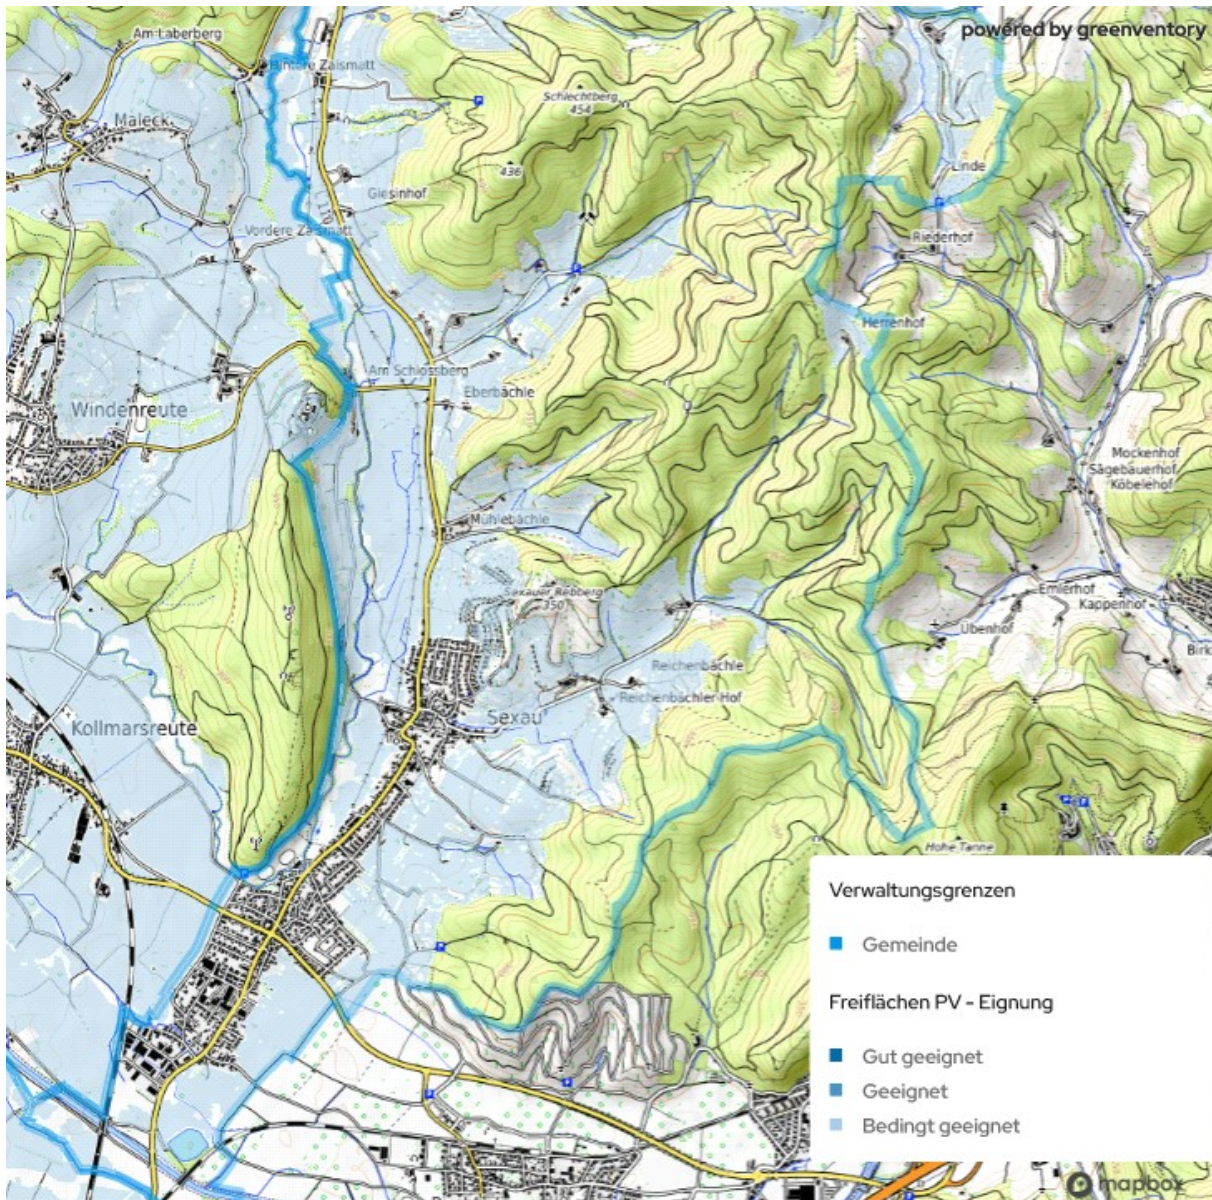 powered by greenventory
Am Laberberg
Hintere Zaismatt
Schlechtberg
454
Maleck
436
Linde
Giesinhof
L 110
Vordere Zaismatt
Riederhof
Herrenhof
Am Schlossberg
Eberbächle
Windenreute
Mockenhof
Sägebauerhof
Köbelehof
Mühlebächle
Sexauer Rebberg
350
Emlerhof
Kappenhof
Übenhof
Birk
Reichenbächle
Reichenbächler-Hof
Sexau
Kollmarsreute
Hohe Tanne
Verwaltungsgrenzen
Gemeinde
Freiflächen PV - Eignung
Gut geeignet
Geeignet
Bedingt geeignet
mapbox